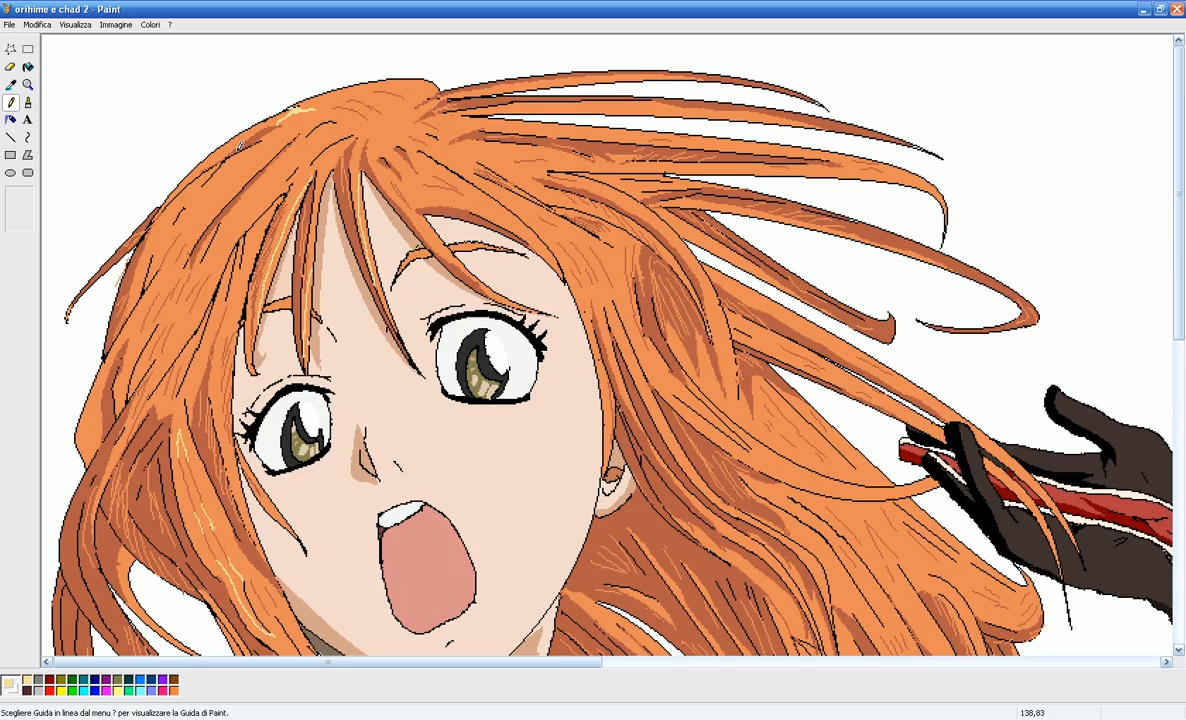 orihime e chad 2 - Paint
File Modifica Visualizza Immagine Colori ?
A
Scegliere Guida in linea dal menu ? per visualizzare la Guida di Paint.
138,83